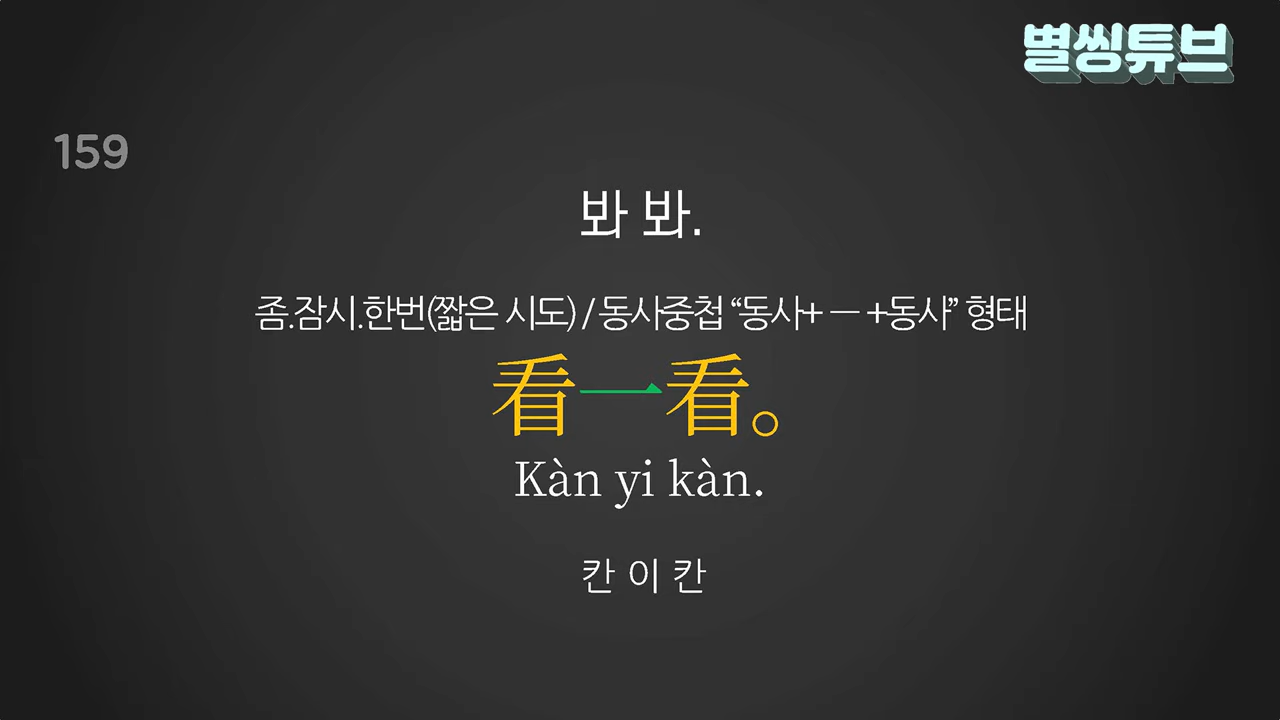 별씽튜브
159
봐 봐.
좀.잠시.한번(짧은 시도) / 동사중첩 “동사+ 一 +동사” 형태
看一看。
Kàn yi kàn.
칸 이 칸